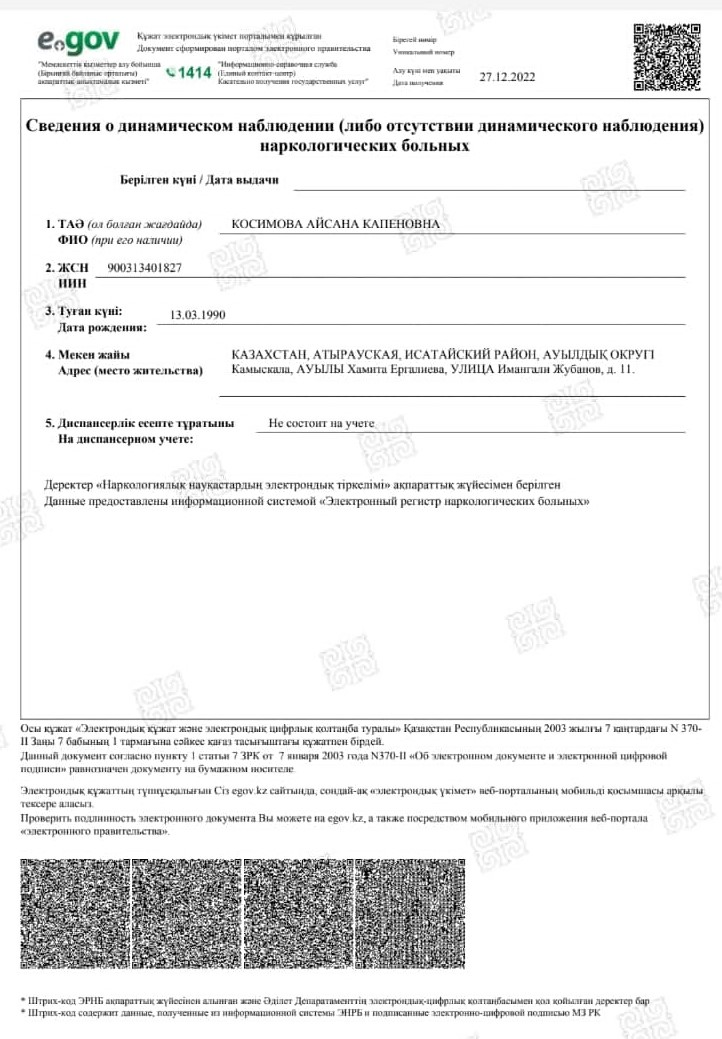 egov
Құжат электрондық үкімет порталымен құрылған
Документ сформирован порталом электронного правительства
"Мемлекеттік қызметтер алу бойынша
(Бірыңғай байланыс орталығы)
ақпараттық анықтамалық қызметі"
1414
"Информационно-справочная служба
(Единый контакт-центр)
Касательно получения государственных услуг"
Бірегей нөмір
Уникальный номер
Алу күні мен уақыты
Дата получения
27.12.2022
Сведения о динамическом наблюдении (либо отсутствии динамического наблюдения)
наркологических больных
Берілген күні / Дата выдачи
1. ТАӘ (ол болған жағдайда) КОСИМОВА АЙСАНА КАПЕНОВНА
ФИО (при его наличии)
2. ЖСН 900313401827
ИИН
3. Туған күні: 13.03.1990
Дата рождения:
4. Мекен жайы КАЗАХСТАН, АТЫРАУСКАЯ, ИСАТАЙСКИЙ РАЙОН, АУЫЛДЫҚ ОКРУГІ
Адрес (место жительства) Камыскала, АУЫЛЫ Хамита Ергалиева, УЛИЦА Имангали Жубанов, д. 11.
5. Диспансерлік есепте тұратыны Не состоит на учете
На диспансерном учете:
Деректер «Наркологиялық науқастардың электрондық тіркелімі» ақпараттық жүйесімен берілген
Данные предоставлены информационной системой «Электронный регистр наркологических больных»
Осы құжат «Электрондық құжат және электрондық цифрлық қолтаңба туралы» Қазақстан Республикасының 2003 жылғы 7 қаңтардағы N 370-
II Заңы 7 бабының 1 тармағына сәйкес қағаз тасығыштағы құжатпен бірдей.
Данный документ согласно пункту 1 статьи 7 ЗРК от 7 января 2003 года N370-II «Об электронном документе и электронной цифровой
подписи» равнозначен документу на бумажном носителе.
Электрондық құжаттың түпнұсқалығын Сіз egov.kz сайтында, сондай-ақ «электрондық үкімет» веб-порталының мобильді қосымшасы арқылы
тексере аласыз.
Проверить подлинность электронного документа Вы можете на egov.kz, а также посредством мобильного приложения веб-портала
«электронного правительства».
* Штрих-код ЭРНБ ақпараттық жүйесінен алынған және Әділет Департаментінің электрондық-цифрлық қолтаңбасымен қол қойылған деректер бар
* Штрих-код содержит данные, полученные из информационной системы ЭНРБ и подписанные электронно-цифровой подписью МЗ РК